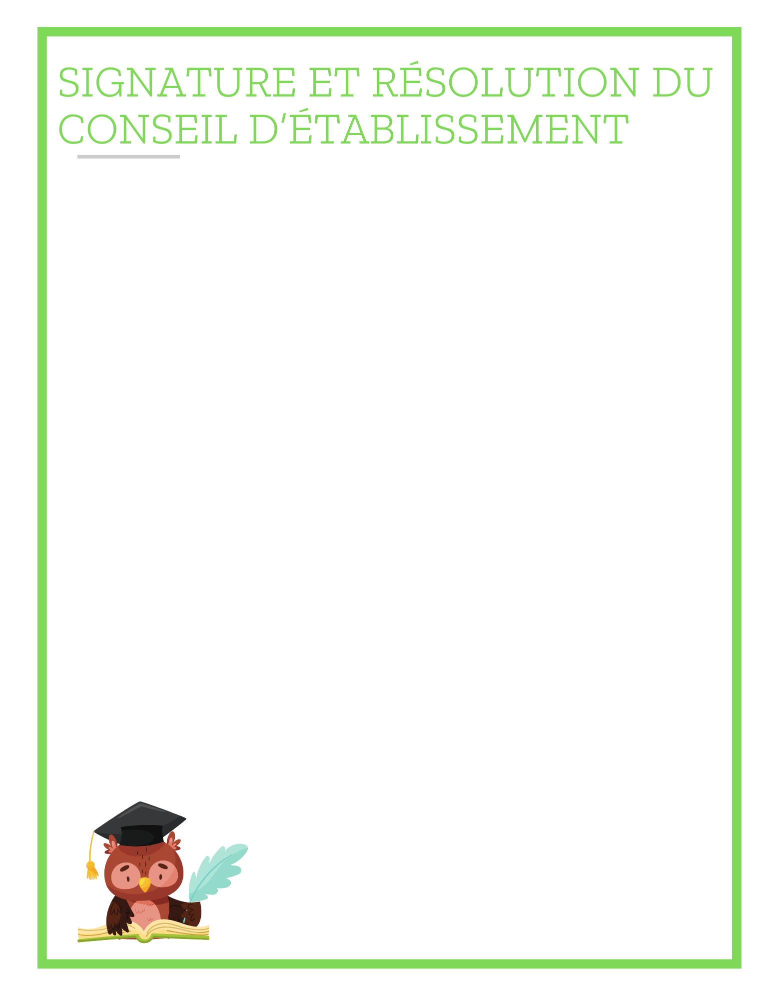 SIGNATURE ET RÉSOLUTION DU
CONSEIL D'ÉTABLISSEMENT